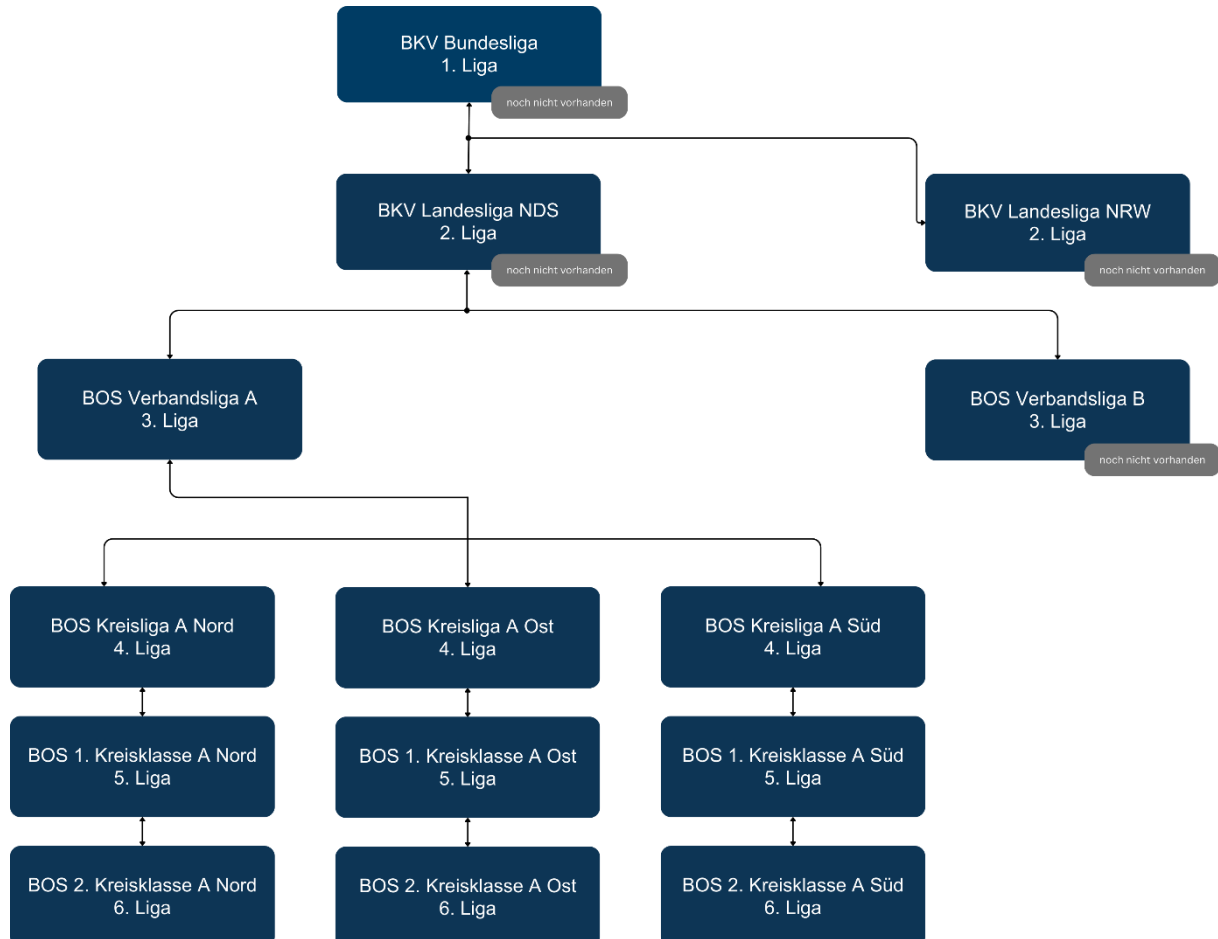 BKV Bundesliga
1. Liga
noch nicht vorhanden
BKV Landesliga NDS
2. Liga
noch nicht vorhanden
BKV Landesliga NRW
2. Liga
noch nicht vorhanden
BOS Verbandsliga A
3. Liga
BOS Verbandsliga B
3. Liga
noch nicht vorhanden
BOS Kreisliga A Nord
4. Liga
BOS Kreisliga A Ost
4. Liga
BOS Kreisliga A Süd
4. Liga
BOS 1. Kreisklasse A Nord
5. Liga
BOS 1. Kreisklasse A Ost
5. Liga
BOS 1. Kreisklasse A Süd
5. Liga
BOS 2. Kreisklasse A Nord
6. Liga
BOS 2. Kreisklasse A Ost
6. Liga
BOS 2. Kreisklasse A Süd
6. Liga